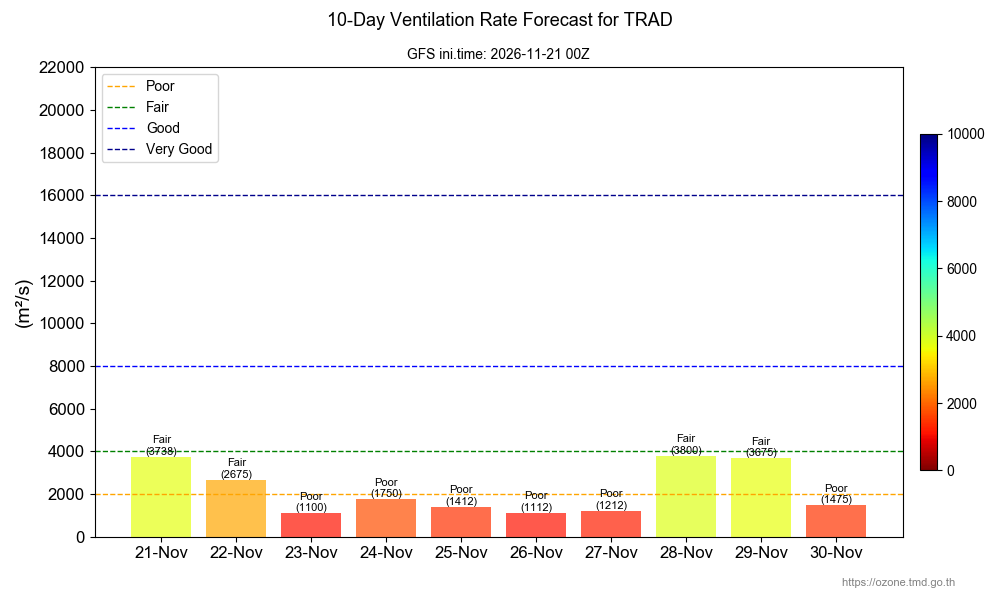 10-Day Ventilation Rate Forecast for TRAD
GFS ini.time: 2026-11-21 00Z
(m²/s)
22000
20000
18000
16000
14000
12000
10000
8000
6000
4000
2000
0
Poor
Fair
Good
Very Good
Fair
(3738)
Fair
(2675)
Poor
(1100)
Poor
(1750)
Poor
(1412)
Poor
(1112)
Poor
(1212)
Fair
(3800)
Fair
(3675)
Poor
(1475)
21-Nov 22-Nov 23-Nov 24-Nov 25-Nov 26-Nov 27-Nov 28-Nov 29-Nov 30-Nov
10000
8000
6000
4000
2000
0
https://ozone.tmd.go.th